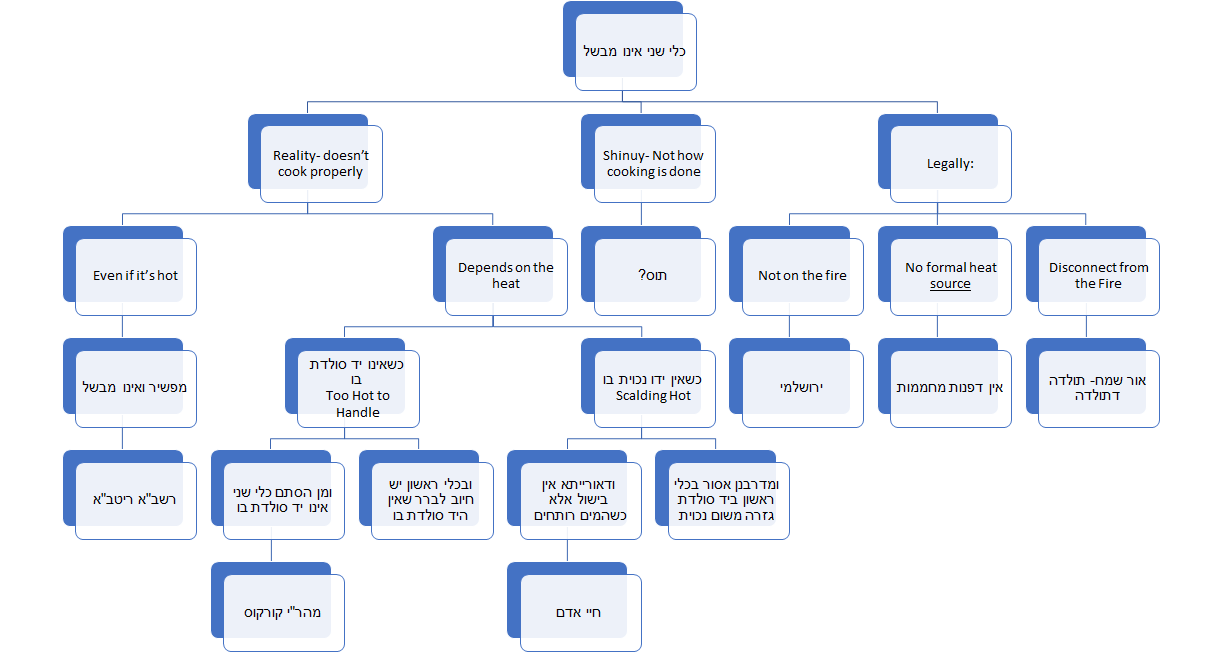 כלי שני אינו מבשל
Reality- doesn't
cook properly
Shinuy- Not how
cooking is done
Legally:
Even if it's hot
Depends on the
heat
תוס?
Not on the fire
No formal heat
source
Disconnect from
the Fire
מפשיר ואינו מבשל
כשאינו יד סולדת
בו
Too Hot to
Handle
כשאין ידו נכוית בו
Scalding Hot
ירושלמי
אין דפנות מחממות
אור שמח- תולדה
דתולדה
רשב"א ריטב"א
ומן הסתם כלי שני
אינו יד סולדת בו
ובכלי ראשון יש
חיוב לברר שאין
היד סולדת בו
ודאורייתא אין
בישול אלא
כשהמים רותחים
ומדרבנן אסור בכלי
ראשון ביד סולדת
גזרה משום נכוית
מהר"י קורקוס
חיי אדם